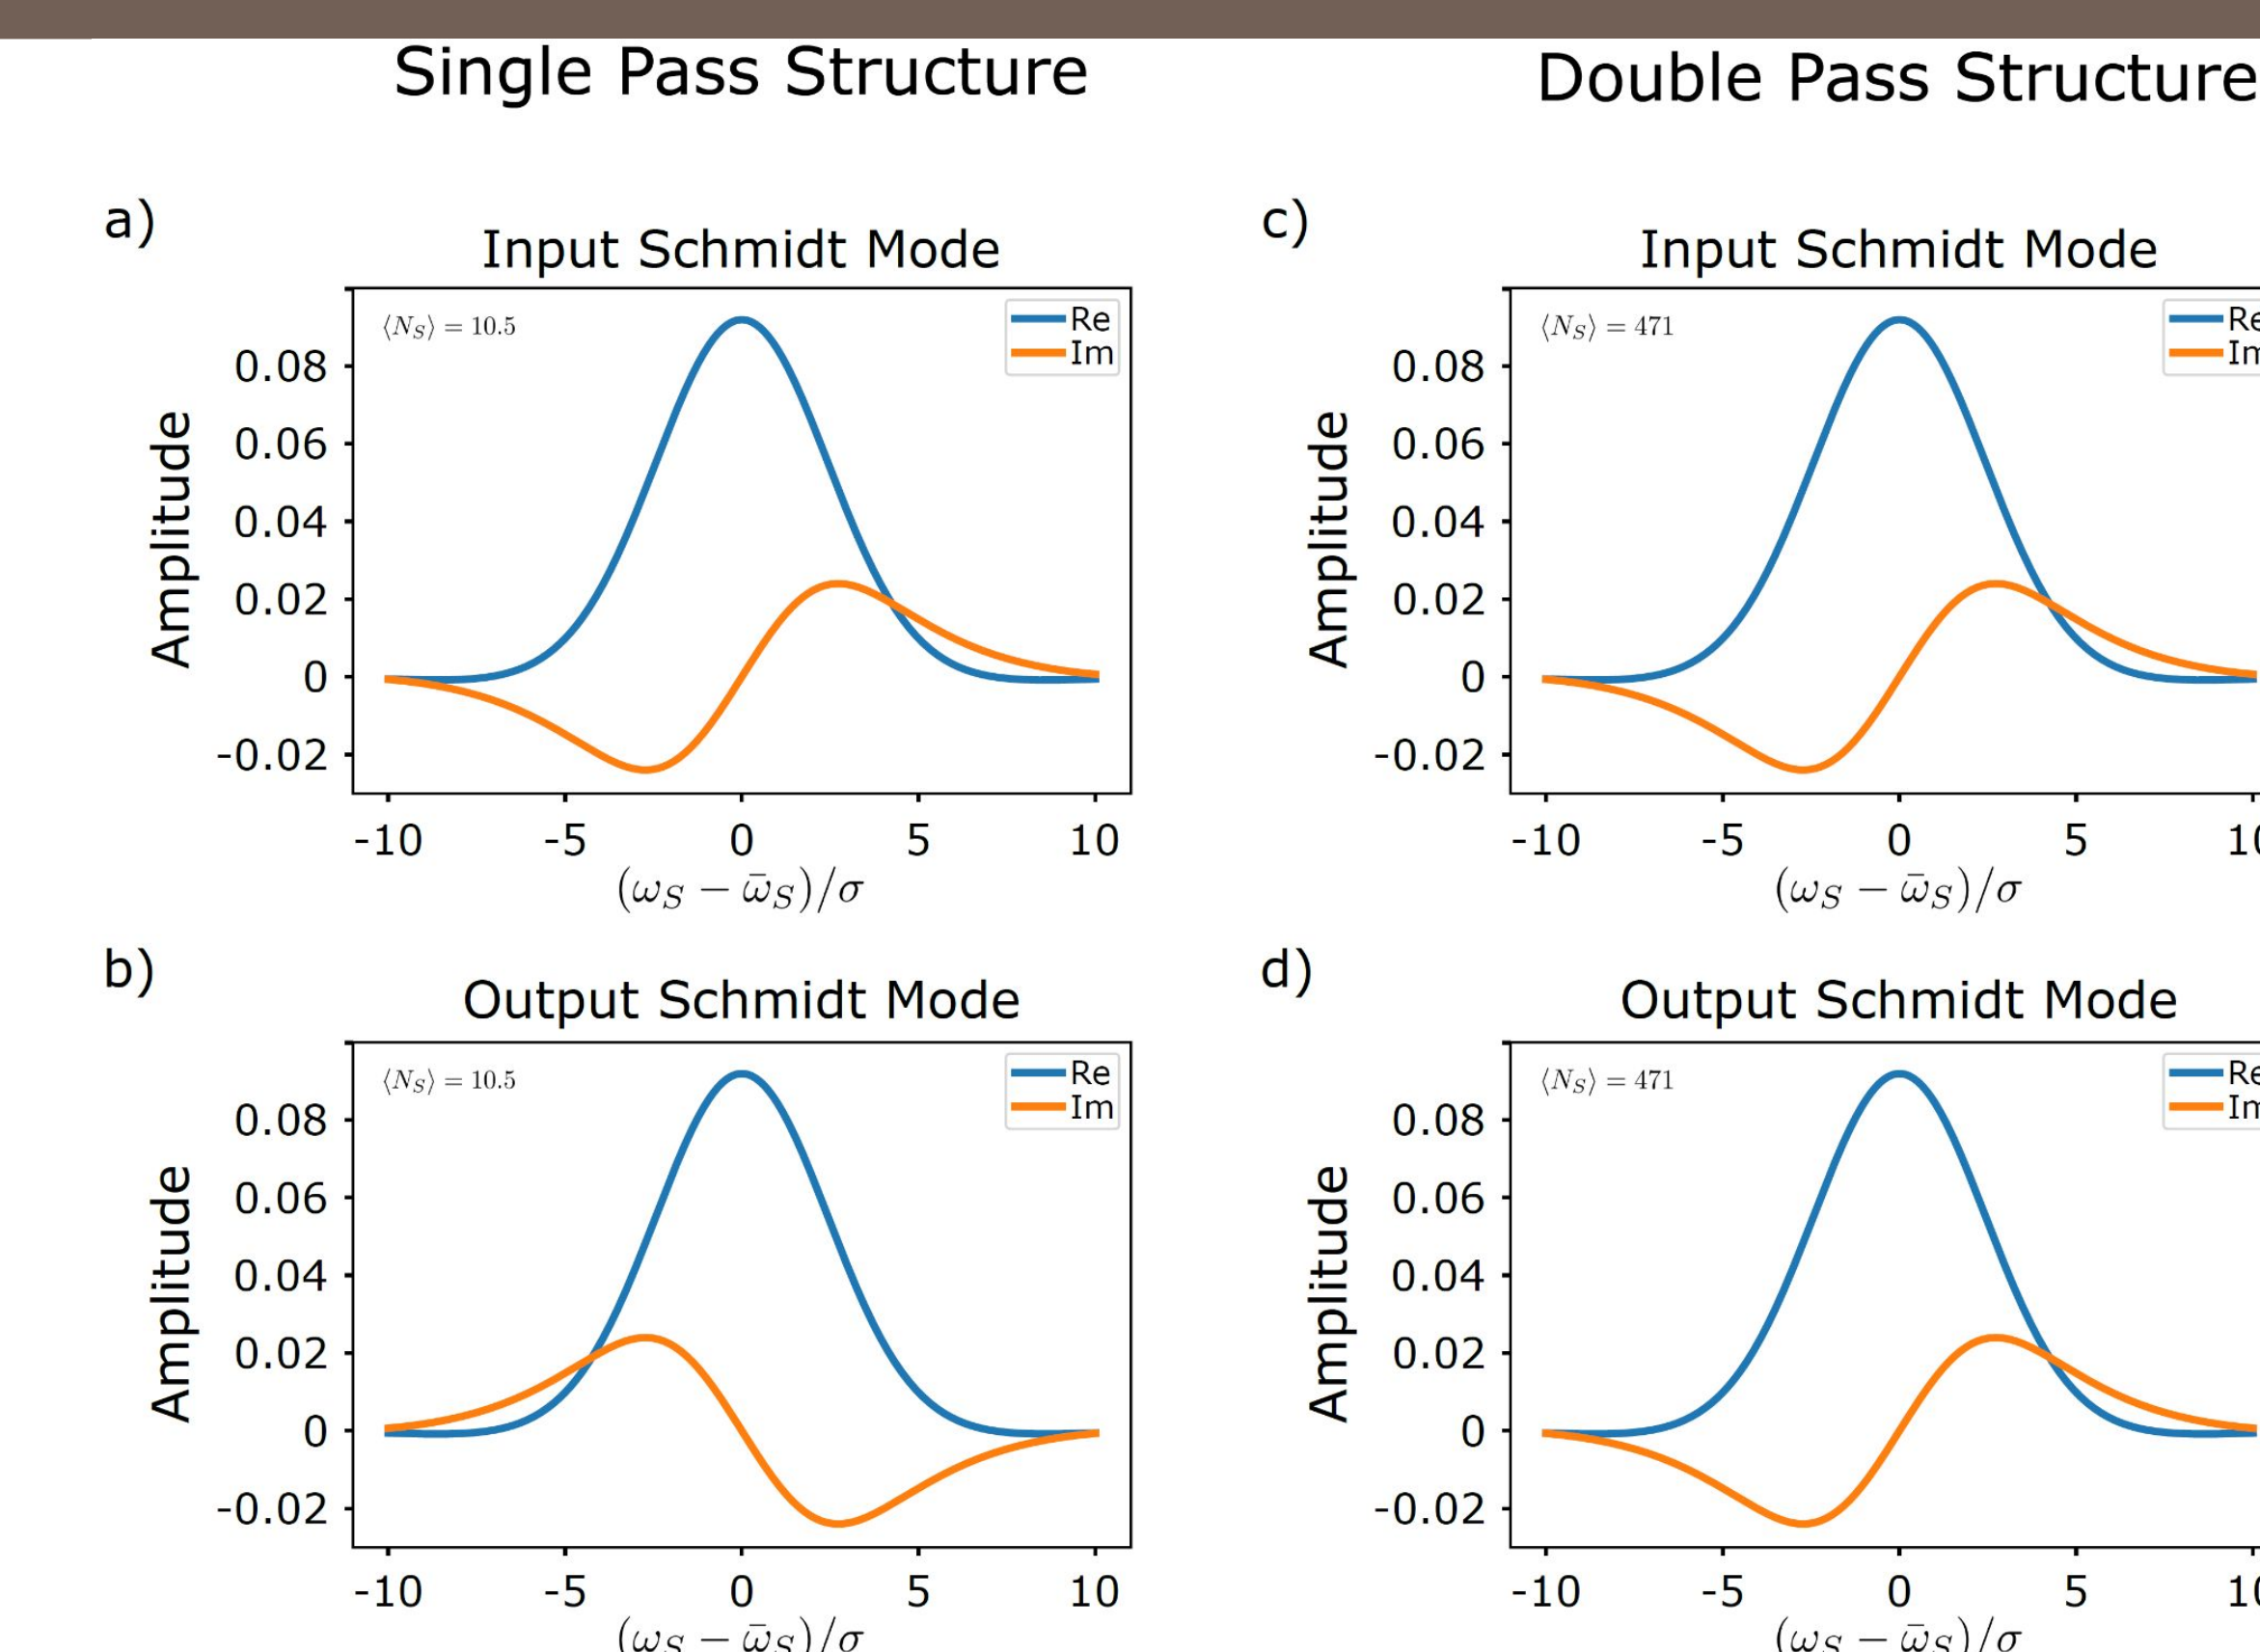 Single Pass Structure
Double Pass Structure
a)
Input Schmidt Mode
⟨N_S⟩ = 10.5
Re
Im
0.08
0.06
0.04
0.02
0
-0.02
Amplitude
-10 -5 0 5 10
(ω_S − ω̄_S)/σ
c)
Input Schmidt Mode
⟨N_S⟩ = 471
0.08
0.06
0.04
0.02
0
-0.02
Amplitude
-10 -5 0 5
(ω_S − ω̄_S)/σ
b)
Output Schmidt Mode
⟨N_S⟩ = 10.5
Re
Im
0.08
0.06
0.04
0.02
0
-0.02
Amplitude
-10 -5 0 5 10
(ω_S − ω̄_S)/σ
d)
Output Schmidt Mode
⟨N_S⟩ = 471
0.08
0.06
0.04
0.02
0
-0.02
Amplitude
-10 -5 0 5
(ω_S − ω̄_S)/σ